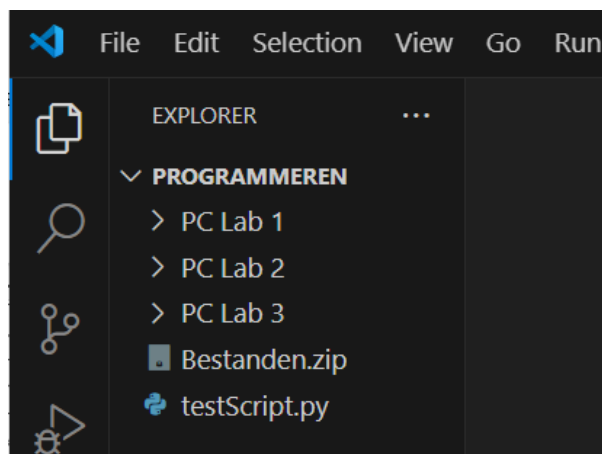 File Edit Selection View Go Run
EXPLORER
PROGRAMMEREN
PC Lab 1
PC Lab 2
PC Lab 3
Bestanden.zip
testScript.py